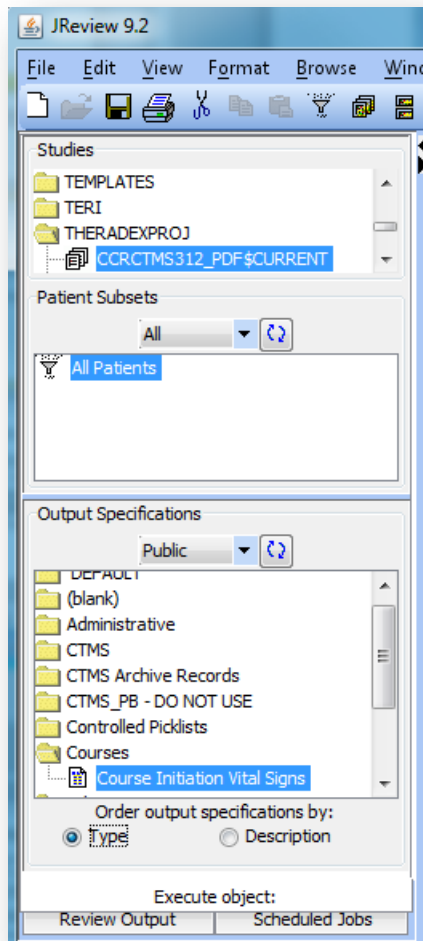 JReview 9.2
File Edit View Format Browse
Studies
TEMPLATES
TERI
THERADEXPROJ
CCRCTMS312_PDF$CURRENT
Patient Subsets
All
All Patients
Output Specifications
Public
DEFAULT
(blank)
Administrative
CTMS
CTMS Archive Records
CTMS_PB - DO NOT USE
Controlled Picklists
Courses
Course Initiation Vital Signs
Order output specifications by:
Type Description
Execute object:
Review Output Scheduled Jobs